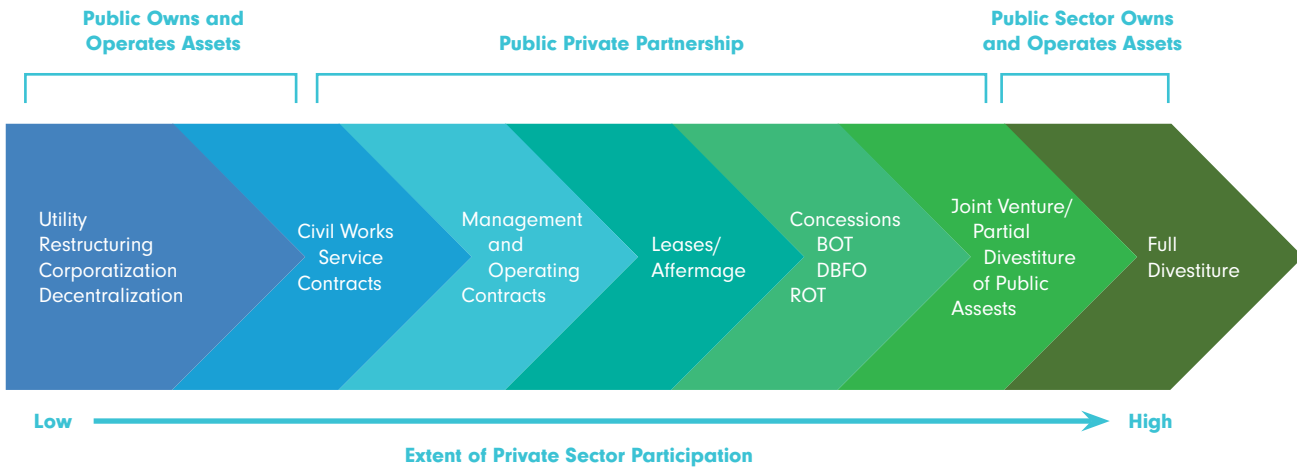 Public Owns and
Operates Assets
Public Private Partnership
Public Sector Owns
and Operates Assets
Utility
Restructuring
Corporatization
Decentralization
Civil Works
Service
Contracts
Management
and
Operating
Contracts
Leases/
Affermage
Concessions
BOT
DBFO
ROT
Joint Venture/
Partial
Divestiture
of Public
Assests
Full
Divestiture
Low
High
Extent of Private Sector Participation